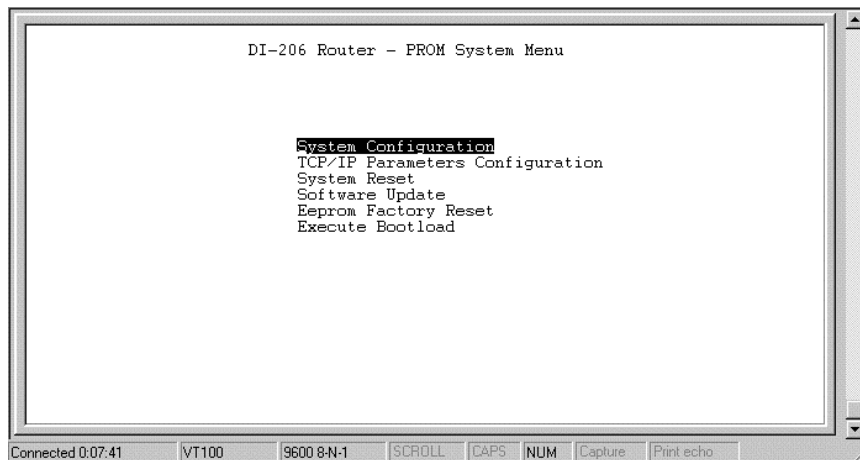 DI-206 Router - PROM System Menu
System Configuration
TCP/IP Parameters Configuration
System Reset
Software Update
Eeprom Factory Reset
Execute Bootload
Connected 0:07:41 VT100 9600 8-N-1 SCROLL CAPS NUM Capture Print echo